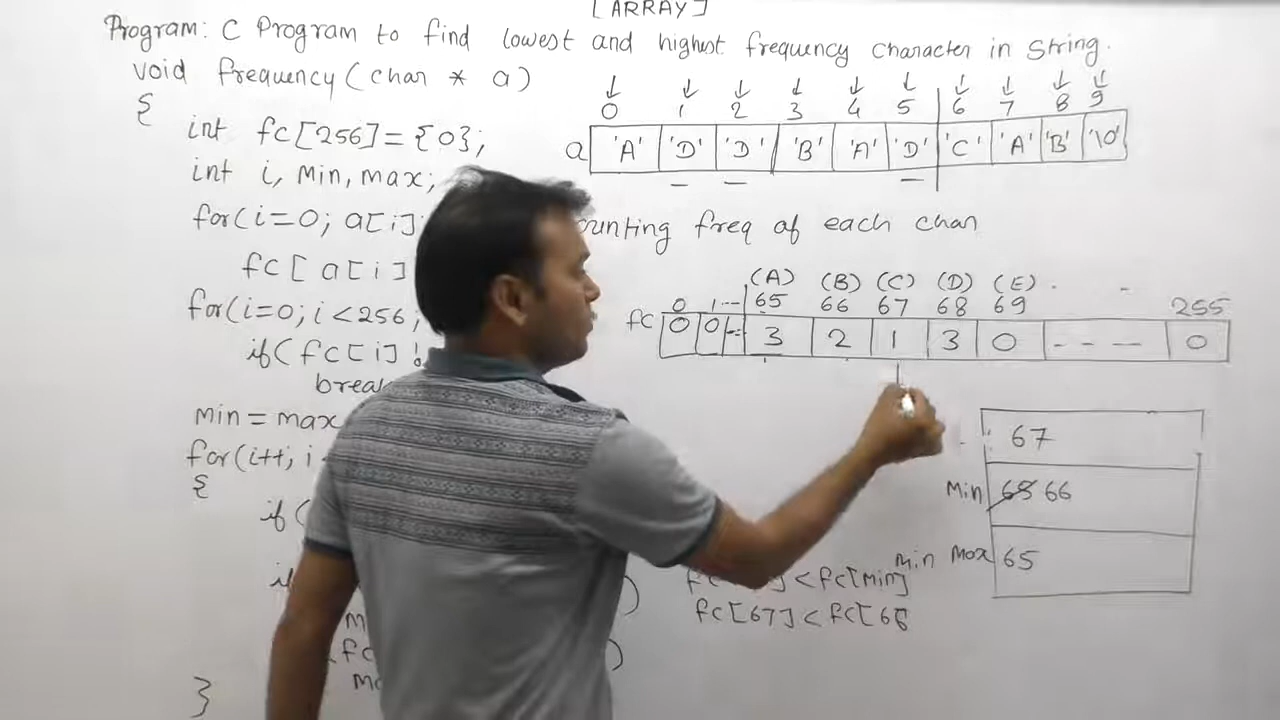 [ARRAY]
Program: C Program to find lowest and highest frequency character in String.
void frequency(char * a)
{
int fc[256]={0};
int i, min, max;
for(i=0; a[i];
fc[a[i]
for(i=0; i<256;
if(fc[i] !
break
min = max
for(i++; i
{
if(
if
}
0 1 2 3 4 5 6 7 8 9
a 'A' 'D' 'D' 'B' 'A' 'D' 'C' 'A' 'B' '\0'
ounting freq of each char
(A) (B) (C) (D) (E)
0 1--- 65 66 67 68 69 - 255
fc 0 0 -- 3 2 1 3 0 ---- 0
67
Min 65 66
min Max 65
<fc[min]
fc[67]<fc[66